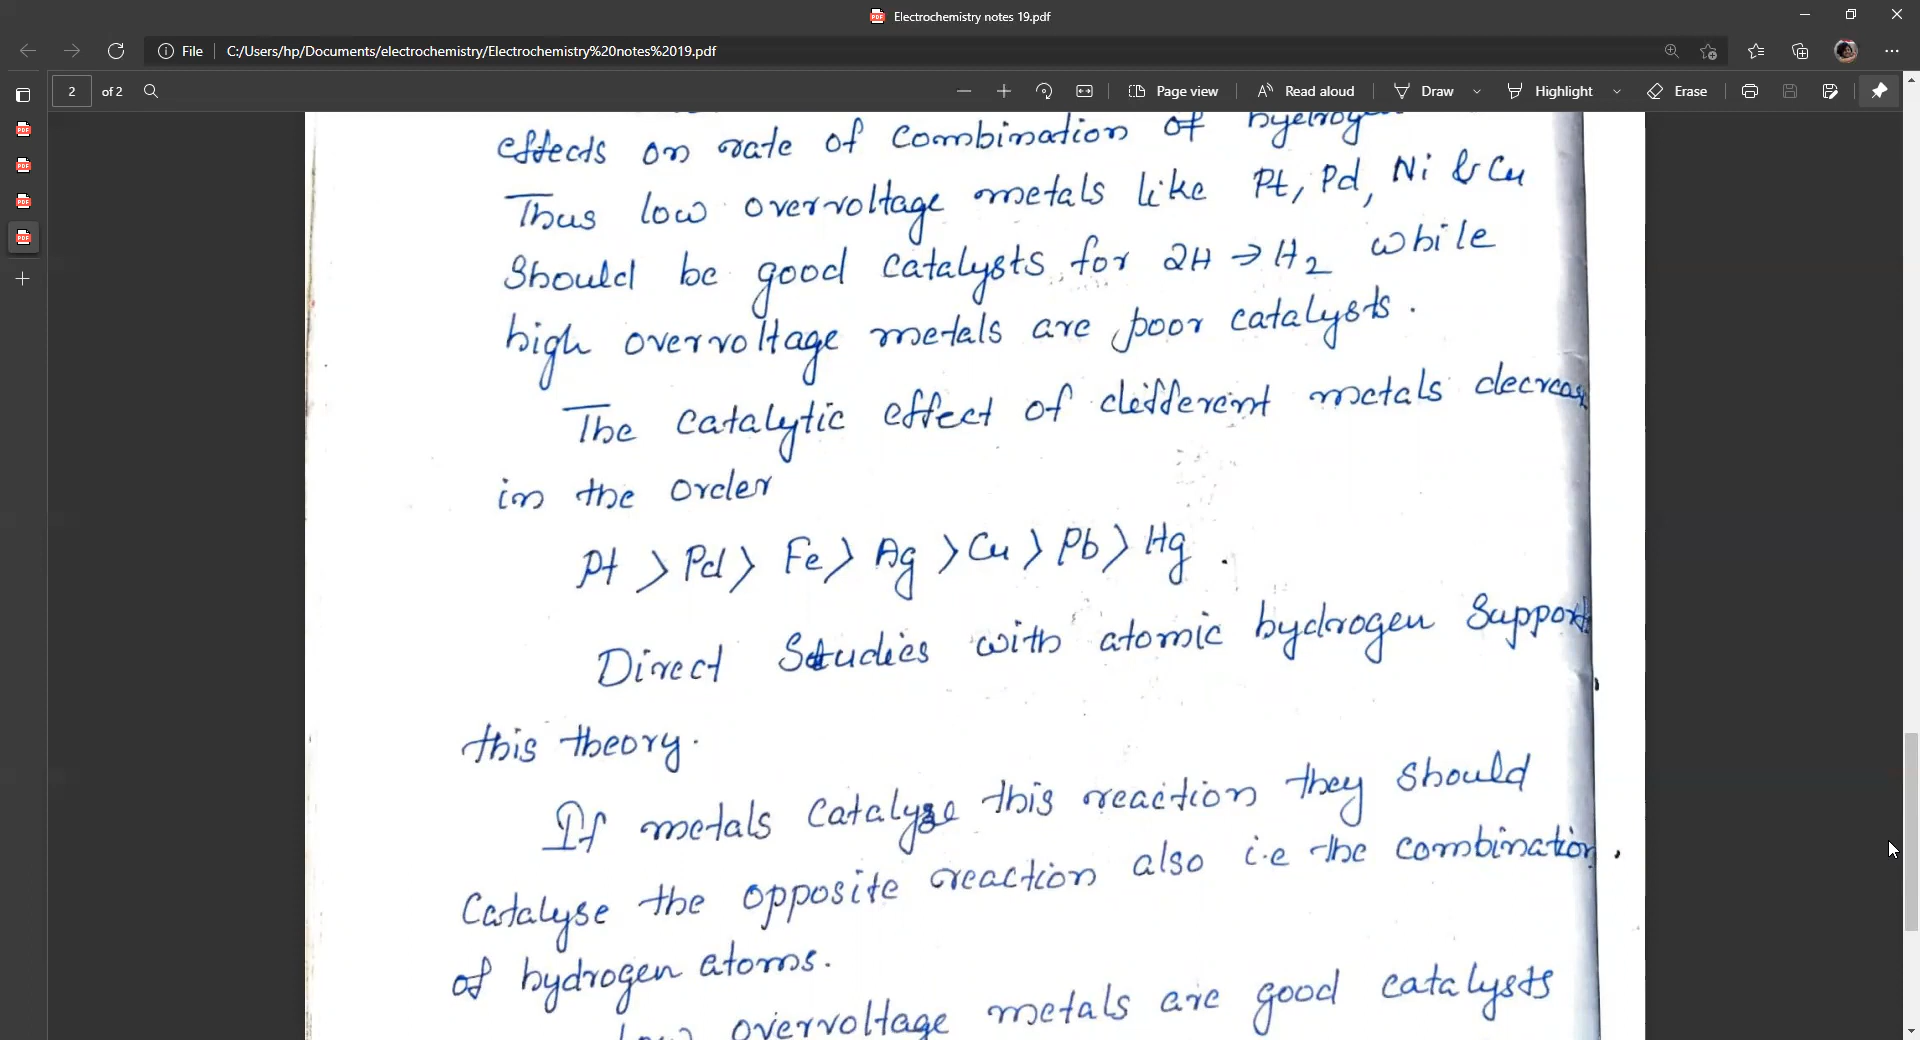 Electrochemistry notes 19.pdf
File C:/Users/hp/Documents/electrochemistry/Electrochemistry%20notes%2019.pdf
2 of 2 Page view Read aloud Draw Highlight Erase
effects on rate of combination of
Thus low overvoltage metals like Pt, Pd, Ni & Cu
Should be good catalysts for 2H → H2 while
high overvoltage metals are poor catalysts.
The catalytic effect of different metals decreas
in the order
Pt > Pd > Fe > Ag > Cu > Pb > Hg.
Direct Studies with atomic hydrogen Support
this theory.
If metals catalyse this reaction they should
Catalyse the opposite reaction also i.e the combination
of hydrogen atoms.
low overvoltage metals are good catalysts